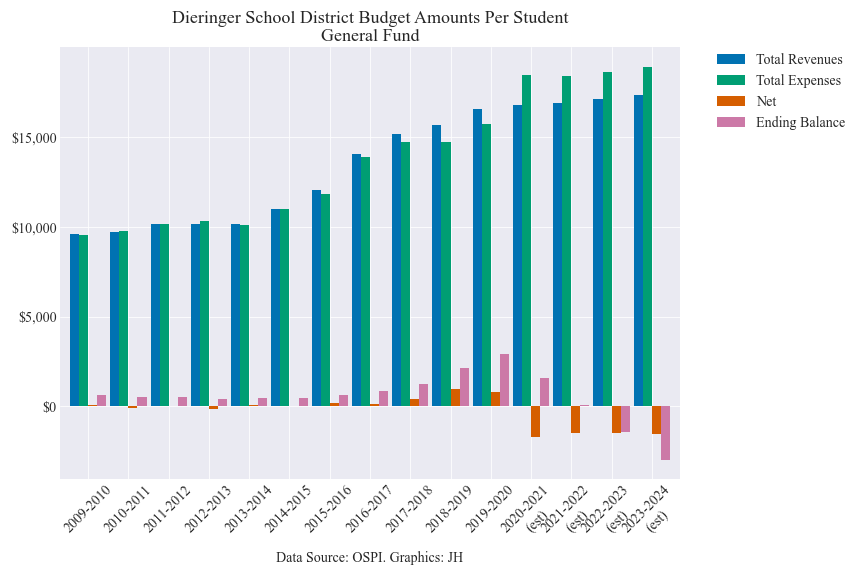 Dieringer School District Budget Amounts Per Student
General Fund
Total Revenues
Total Expenses
Net
Ending Balance
$15,000
$10,000
$5,000
$0
2009-2010
2010-2011
2011-2012
2012-2013
2013-2014
2014-2015
2015-2016
2016-2017
2017-2018
2018-2019
2019-2020
2020-2021
(est)
2021-2022
(est)
2022-2023
(est)
2023-2024
(est)
Data Source: OSPI. Graphics: JH